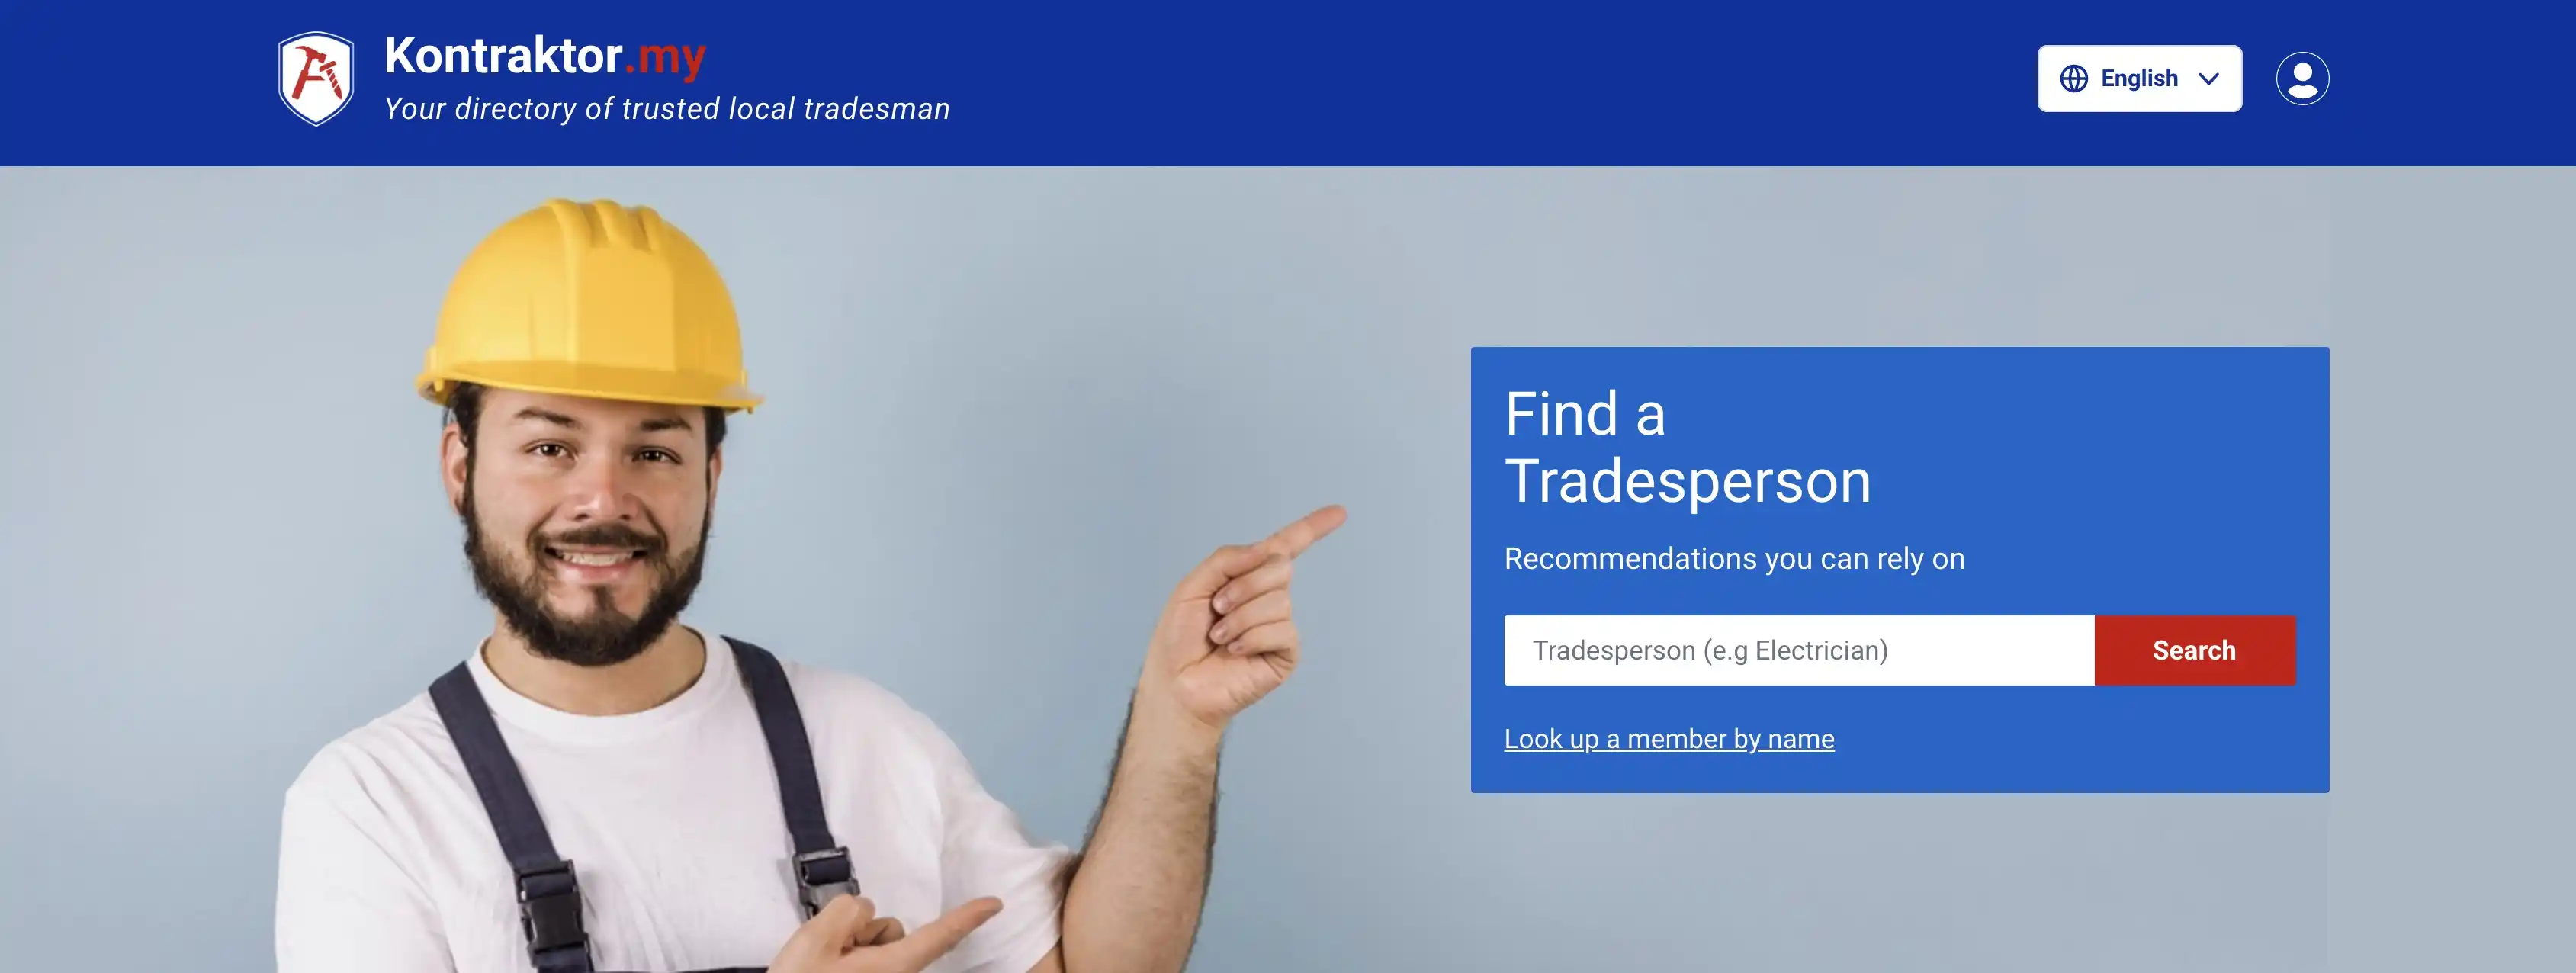 Kontraktor.my
Your directory of trusted local tradesman
English
Find a
Tradesperson
Recommendations you can rely on
Tradesperson (e.g Electrician)
Search
Look up a member by name